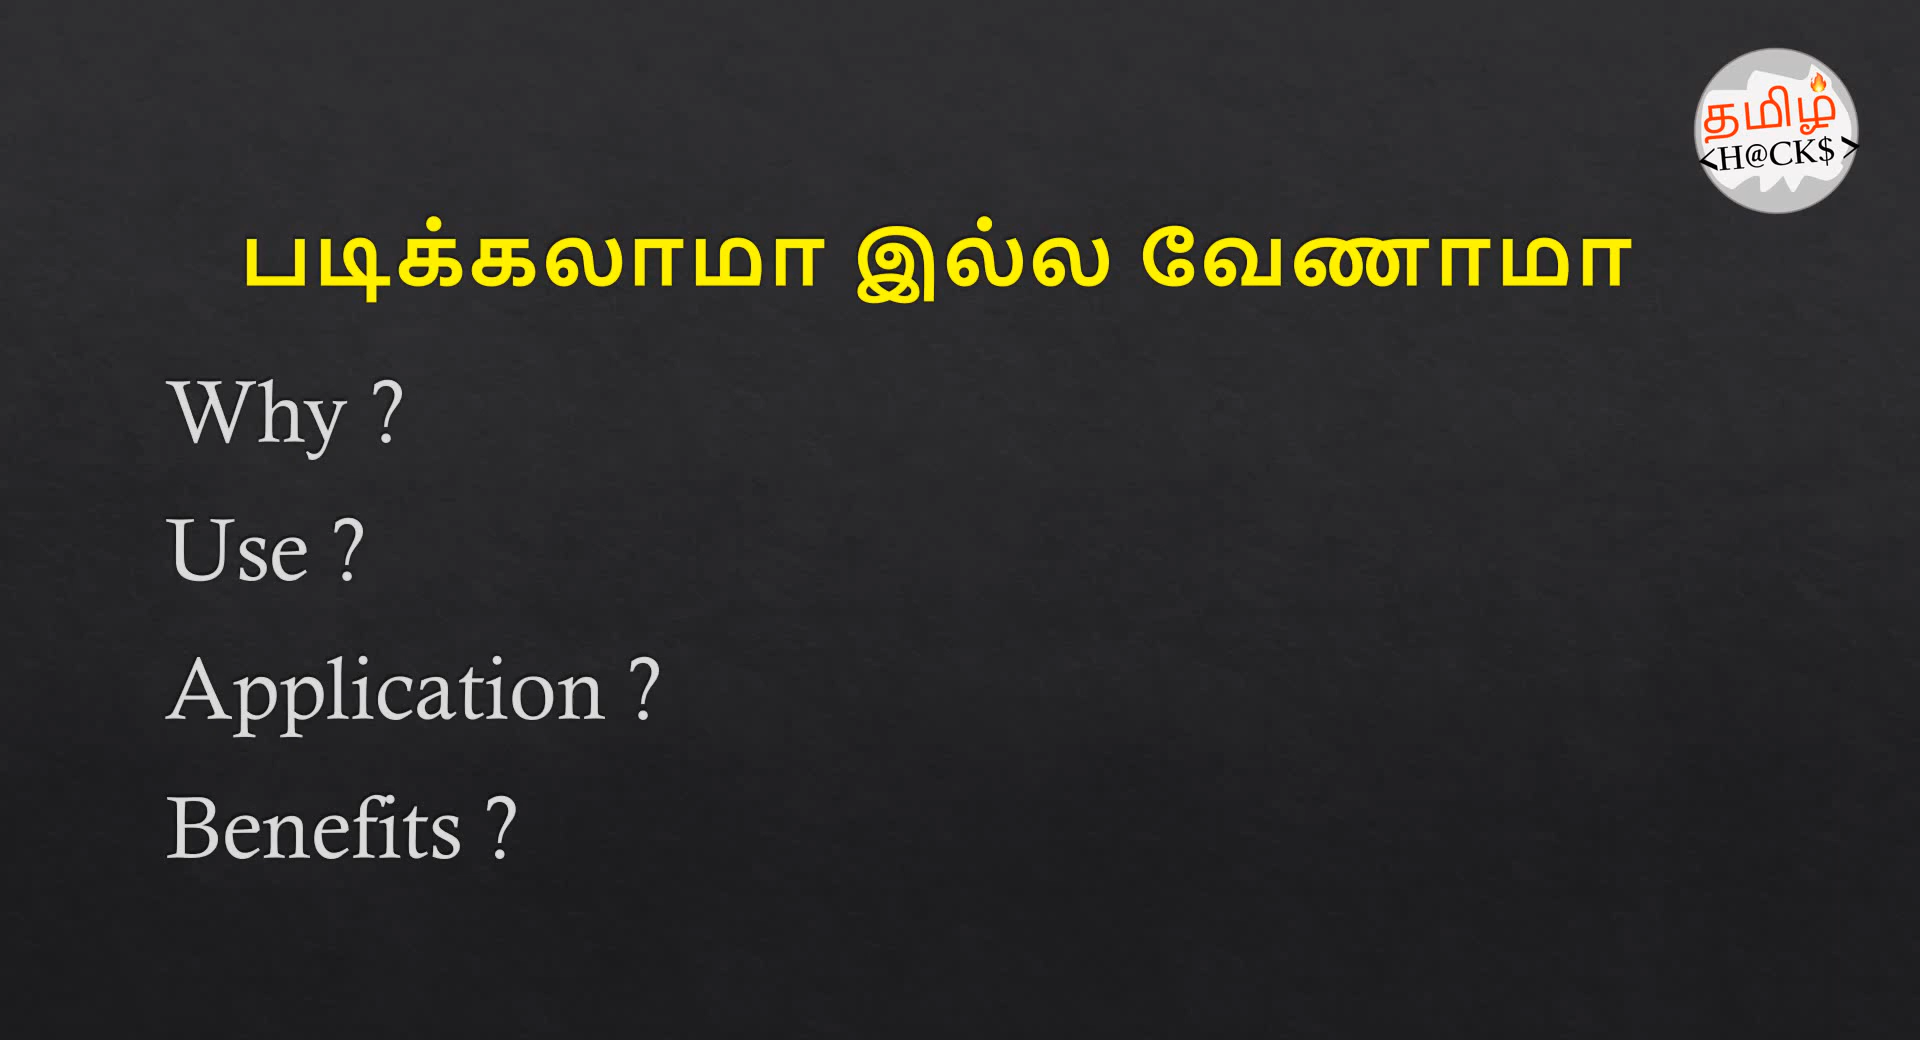 தமிழ்
<H@CK$>
படிக்கலாமா இல்ல வேணாமா
Why ?
Use ?
Application ?
Benefits ?